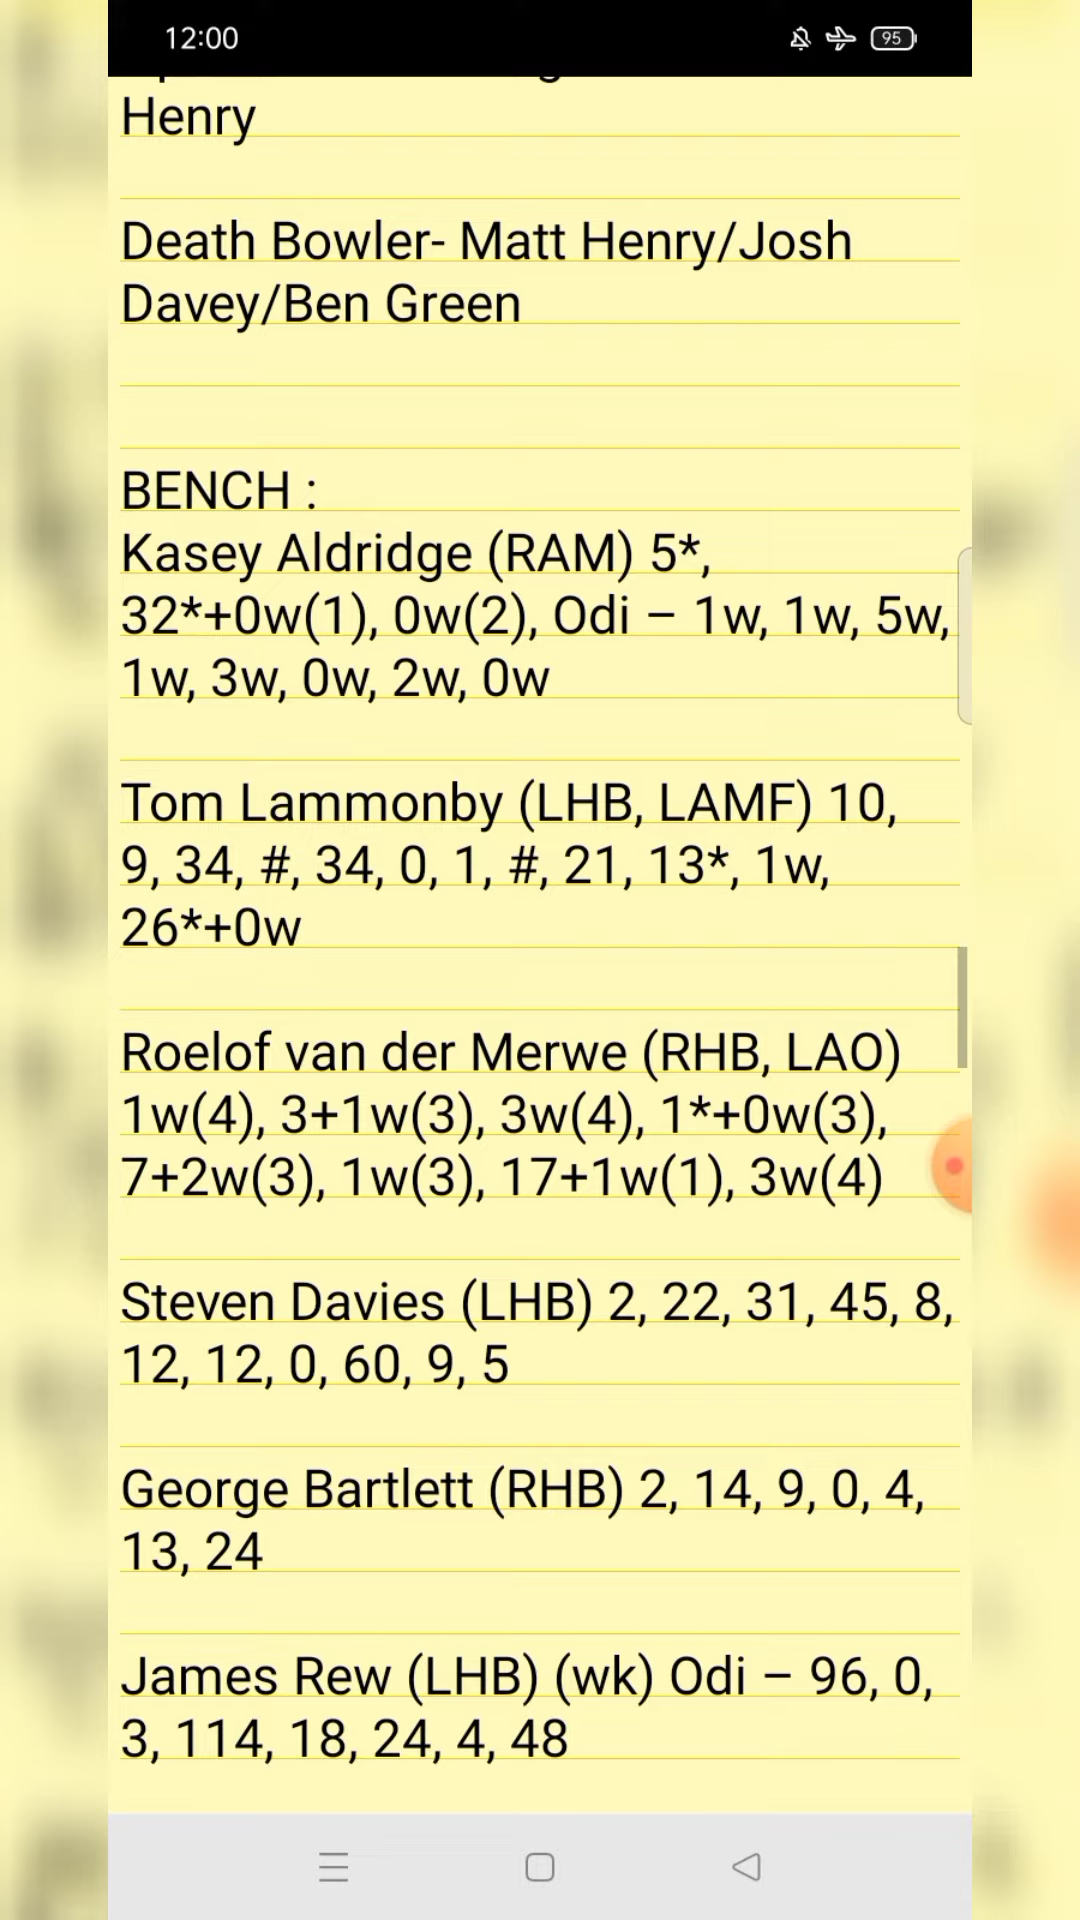 12:00
95
Henry
Death Bowler- Matt Henry/Josh
Davey/Ben Green
BENCH :
Kasey Aldridge (RAM) 5*,
32*+0w(1), 0w(2), Odi – 1w, 1w, 5w,
1w, 3w, 0w, 2w, 0w
Tom Lammonby (LHB, LAMF) 10,
9, 34, #, 34, 0, 1, #, 21, 13*, 1w,
26*+0w
Roelof van der Merwe (RHB, LAO)
1w(4), 3+1w(3), 3w(4), 1*+0w(3),
7+2w(3), 1w(3), 17+1w(1), 3w(4)
Steven Davies (LHB) 2, 22, 31, 45, 8,
12, 12, 0, 60, 9, 5
George Bartlett (RHB) 2, 14, 9, 0, 4,
13, 24
James Rew (LHB) (wk) Odi – 96, 0,
3, 114, 18, 24, 4, 48